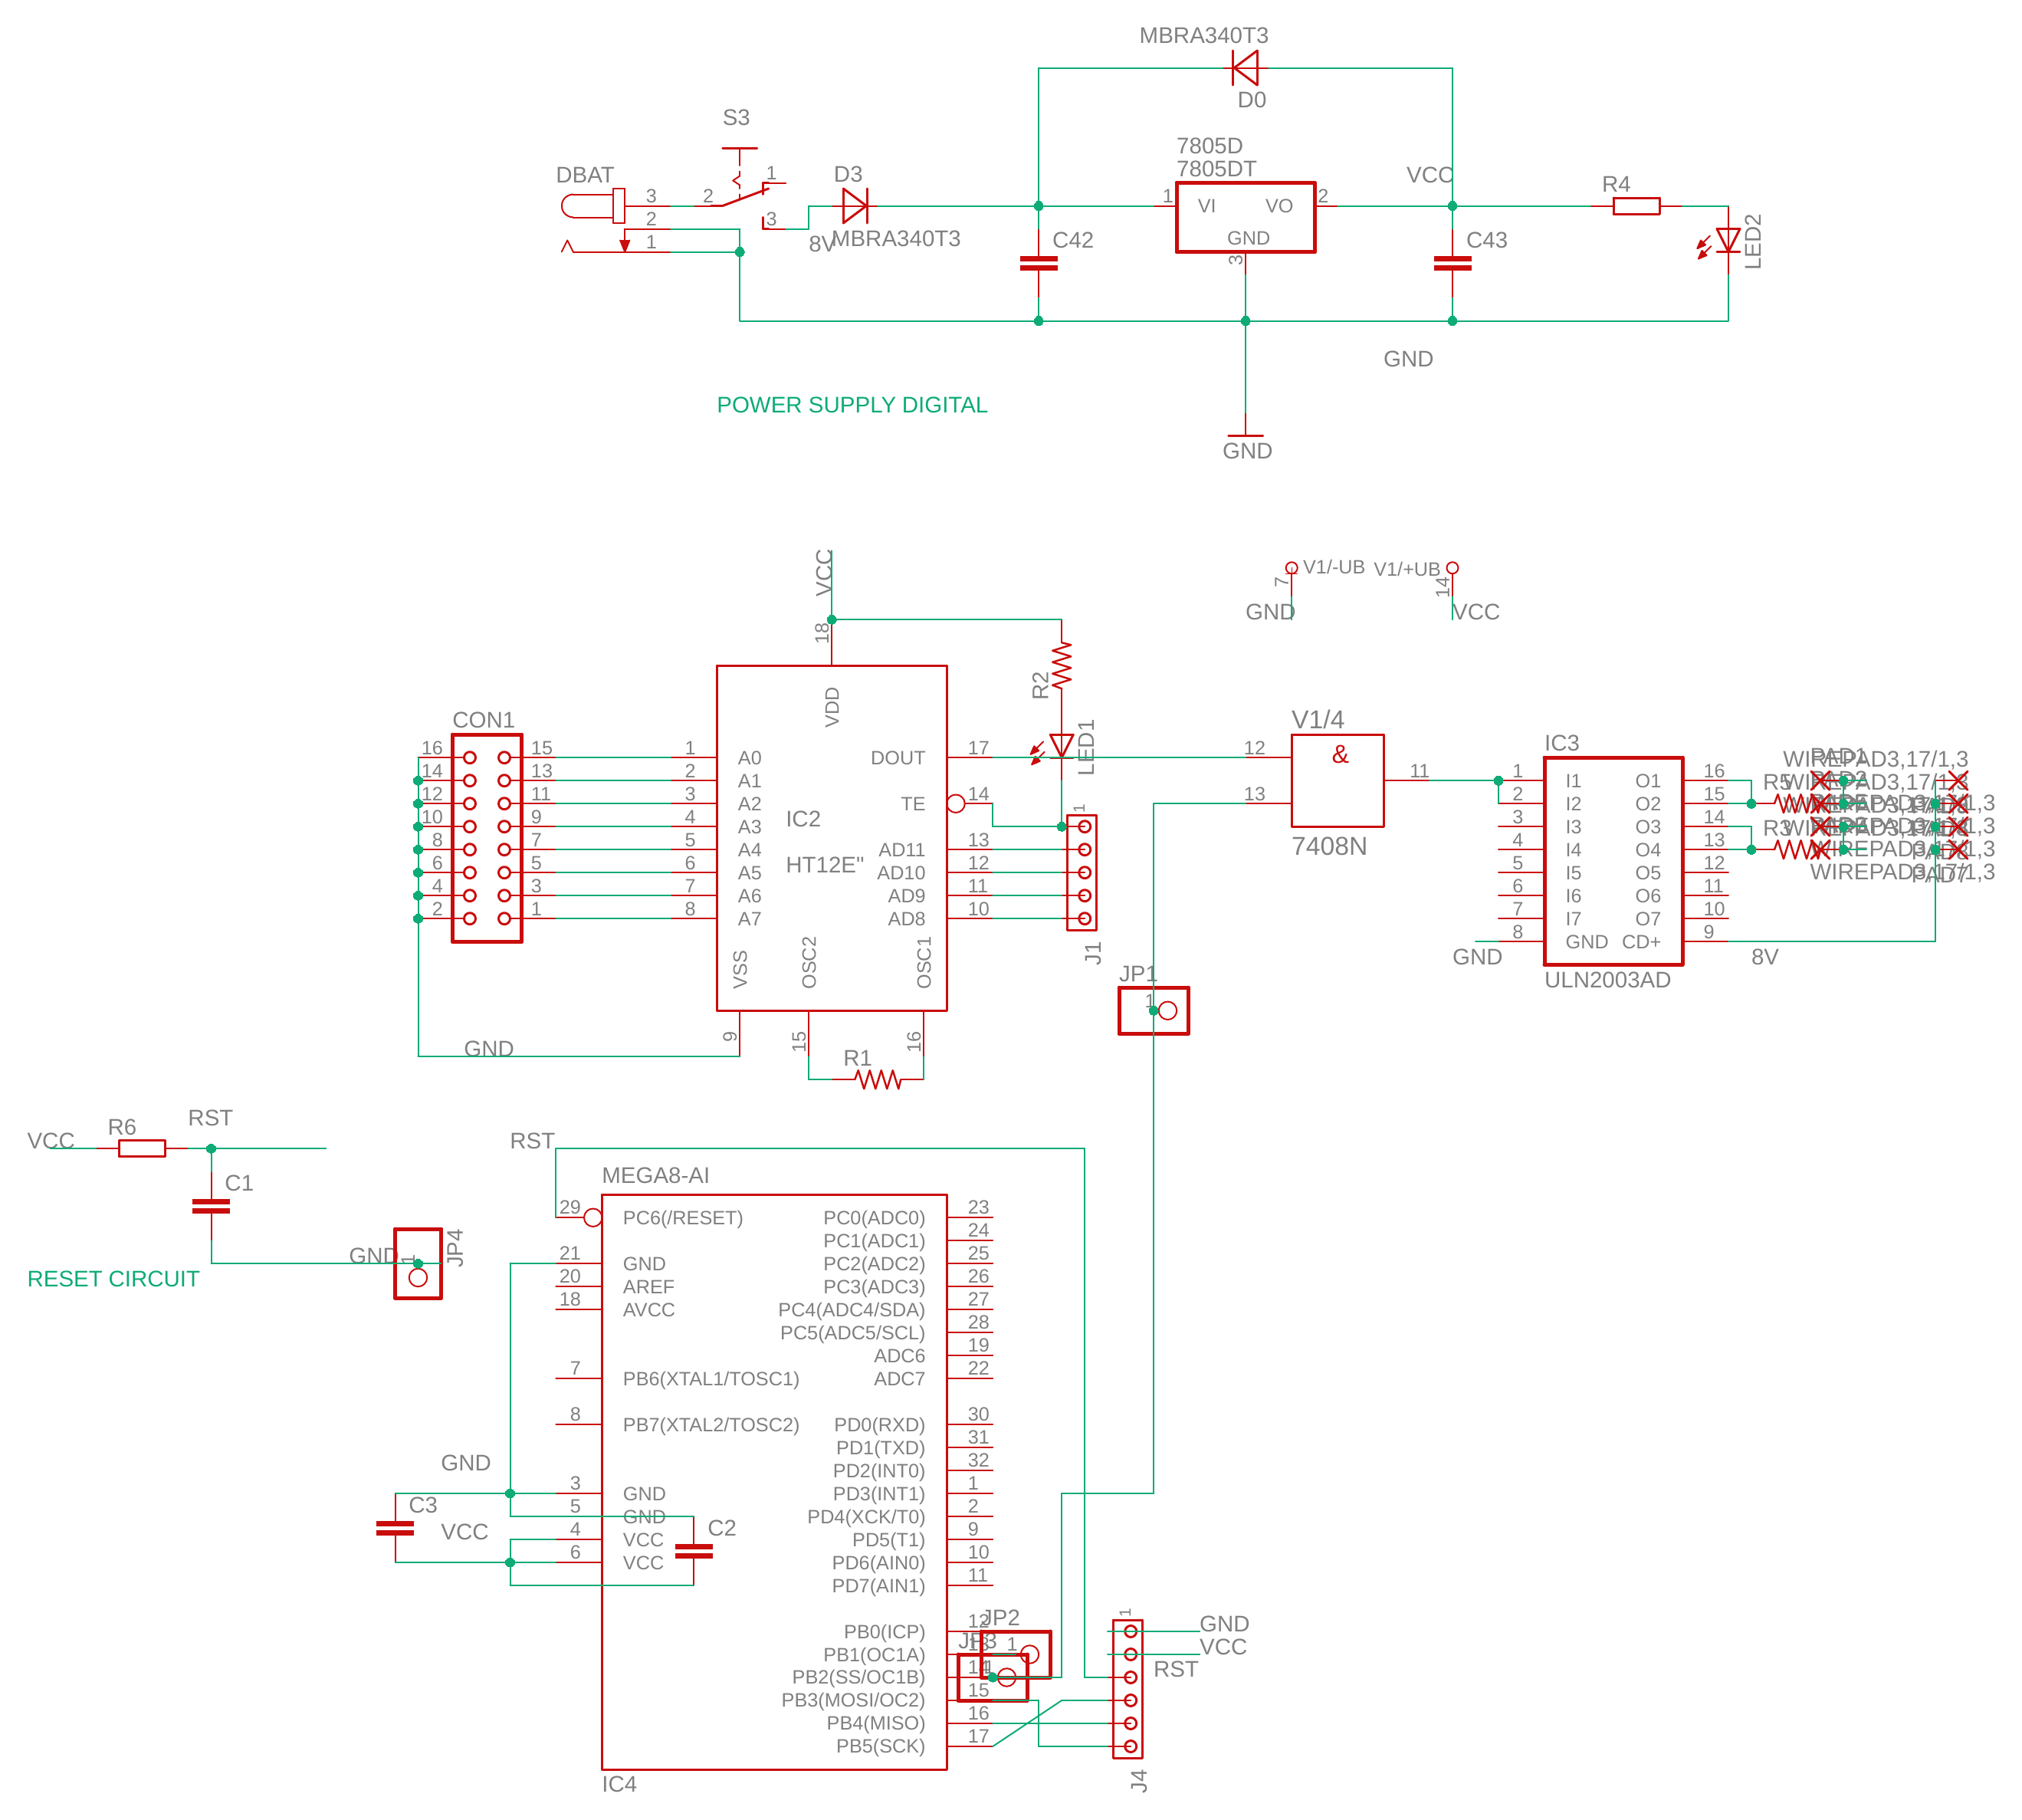 MBRA340T3
D0
S3
7805D
7805DT
DBAT
3
2
1
2
1
3
D3
8V
MBRA340T3
C42
1
VI
VO
GND
2
3
VCC
C43
R4
LED2
GND
POWER SUPPLY DIGITAL
GND
VCC
18
V1/-UB
7
GND
V1/+UB
14
VCC
R2
LED1
CON1
16
14
12
10
8
6
4
2
15
13
11
9
7
5
3
1
1
2
3
4
5
6
7
8
VDD
A0
A1
A2
A3
A4
A5
A6
A7
IC2
HT12E"
DOUT
TE
AD11
AD10
AD9
AD8
VSS
OSC2
OSC1
17
14
13
12
11
10
9
15
16
1
J1
R1
GND
V1/4
&
12
13
11
7408N
JP1
1
IC3
1
2
3
4
5
6
7
8
I1
I2
I3
I4
I5
I6
I7
GND
O1
O2
O3
O4
O5
O6
O7
CD+
16
15
14
13
12
11
10
9
GND
8V
ULN2003AD
PAD1
WIREPAD3,17/1,3
WIREPAD3,17/1,3
R5
R3
WIREPAD3,17/1,3
PAD7
VCC
R6
RST
C1
GND
1
JP4
RESET CIRCUIT
RST
MEGA8-AI
29
21
20
18
7
8
3
5
4
6
PC6(/RESET)
GND
AREF
AVCC
PB6(XTAL1/TOSC1)
PB7(XTAL2/TOSC2)
GND
GND
VCC
VCC
PC0(ADC0)
PC1(ADC1)
PC2(ADC2)
PC3(ADC3)
PC4(ADC4/SDA)
PC5(ADC5/SCL)
ADC6
ADC7
PD0(RXD)
PD1(TXD)
PD2(INT0)
PD3(INT1)
PD4(XCK/T0)
PD5(T1)
PD6(AIN0)
PD7(AIN1)
PB0(ICP)
PB1(OC1A)
PB2(SS/OC1B)
PB3(MOSI/OC2)
PB4(MISO)
PB5(SCK)
23
24
25
26
27
28
19
22
30
31
32
1
2
9
10
11
12
13
14
15
16
17
GND
C3
VCC
C2
JP2
1
JP3
1
1
GND
VCC
RST
J4
IC4